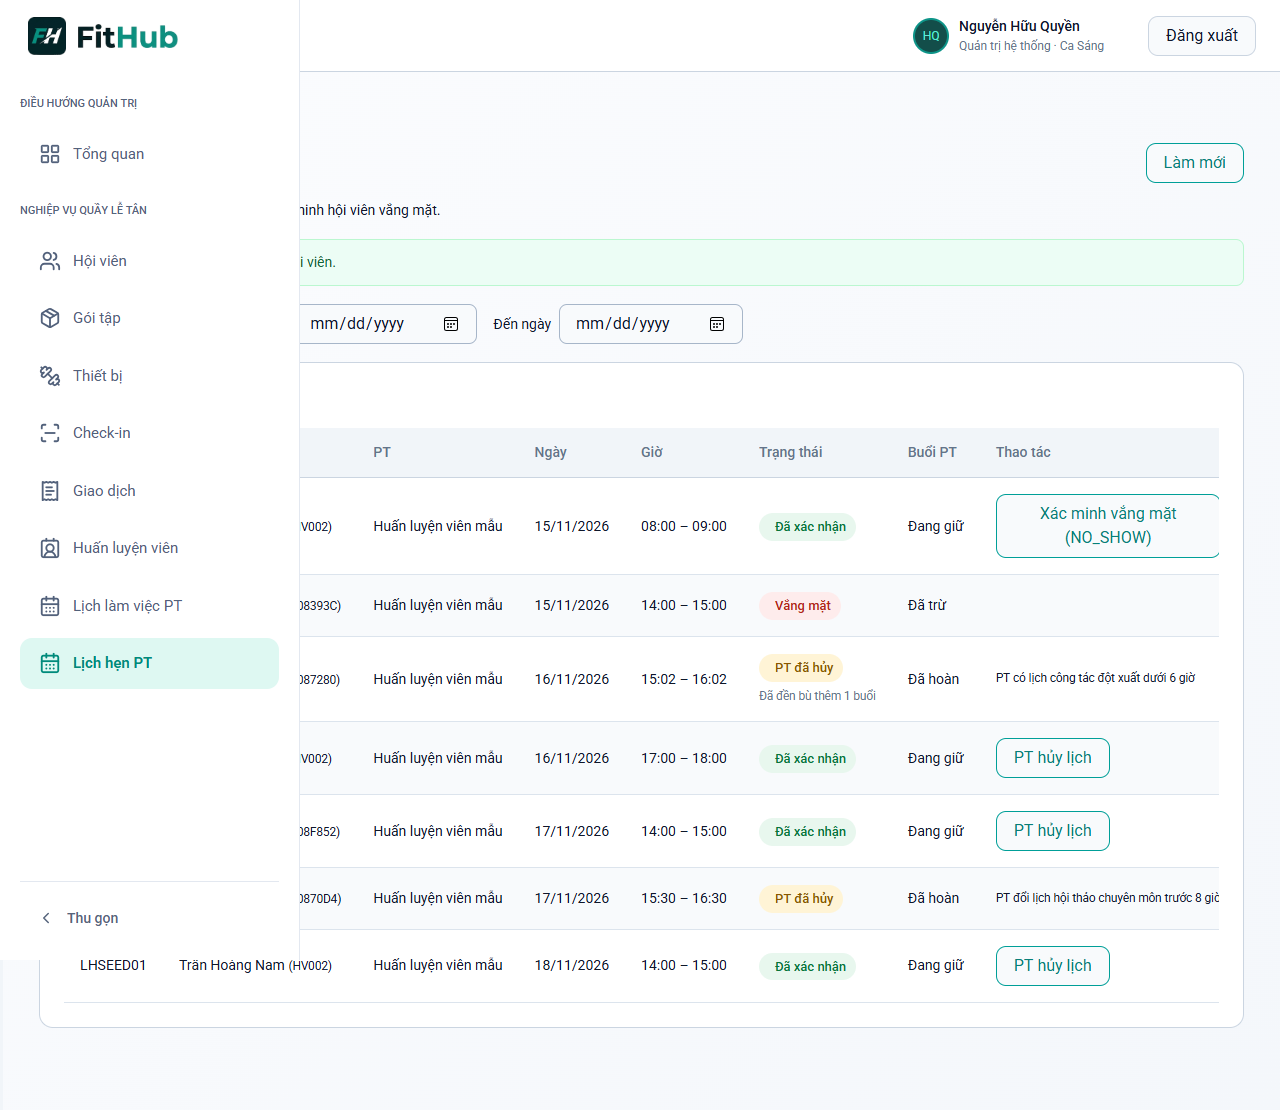 FH FitHub
Nguyễn Hữu Quyền
HQ
Quản trị hệ thống · Ca Sáng
Đăng xuất
ĐIỀU HƯỚNG QUẢN TRỊ
Tổng quan
NGHIỆP VỤ QUẦY LỄ TÂN
Hội viên
Gói tập
Thiết bị
Check-in
Giao dịch
Huấn luyện viên
Lịch làm việc PT
Lịch hẹn PT
Thu gọn
Làm mới
minh hội viên vắng mặt.
i viên.
mm/dd/yyyy Đến ngày mm/dd/yyyy
PT Ngày Giờ Trạng thái Buổi PT Thao tác
HV002) Huấn luyện viên mẫu 15/11/2026 08:00 – 09:00 Đã xác nhận Đang giữ Xác minh vắng mặt (NO_SHOW)
08393C) Huấn luyện viên mẫu 15/11/2026 14:00 – 15:00 Vắng mặt Đã trừ
087280) Huấn luyện viên mẫu 16/11/2026 15:02 – 16:02 PT đã hủy Đã hoàn PT có lịch công tác đột xuất dưới 6 giờ
Đã đền bù thêm 1 buổi
HV002) Huấn luyện viên mẫu 16/11/2026 17:00 – 18:00 Đã xác nhận Đang giữ PT hủy lịch
08F852) Huấn luyện viên mẫu 17/11/2026 14:00 – 15:00 Đã xác nhận Đang giữ PT hủy lịch
0870D4) Huấn luyện viên mẫu 17/11/2026 15:30 – 16:30 PT đã hủy Đã hoàn PT đổi lịch hội thảo chuyên môn trước 8 giờ
LHSEED01 Trần Hoàng Nam (HV002) Huấn luyện viên mẫu 18/11/2026 14:00 – 15:00 Đã xác nhận Đang giữ PT hủy lịch